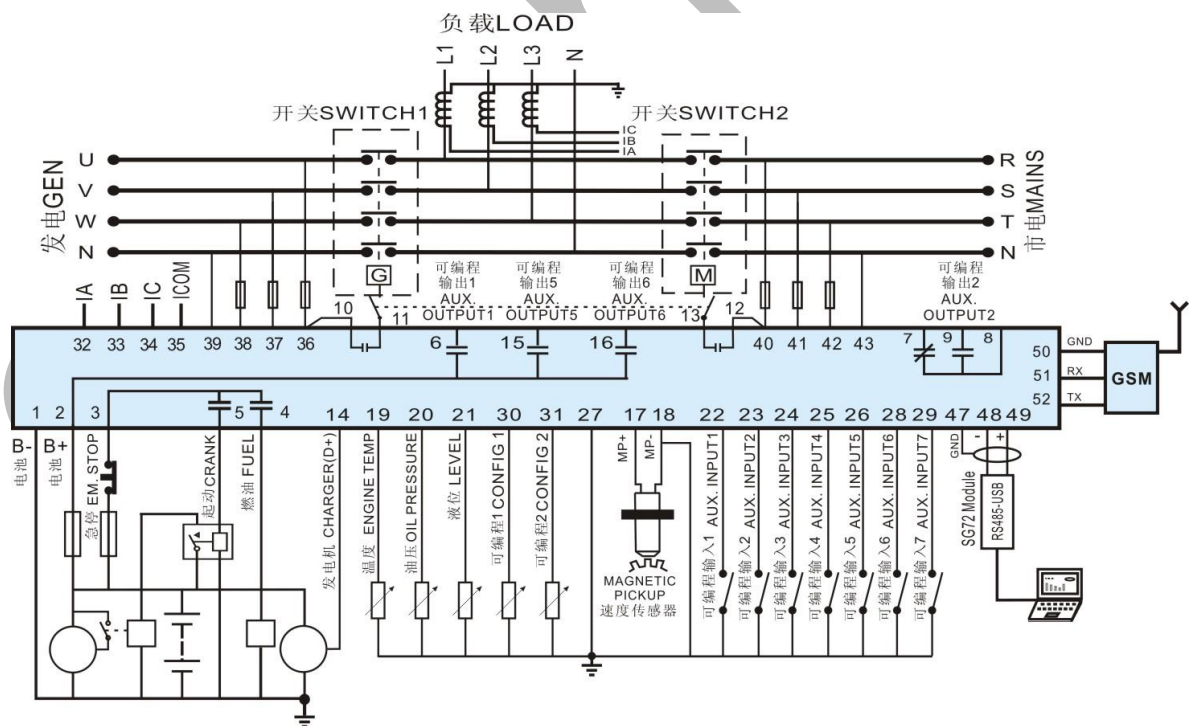 负载LOAD
L1
L2
L3
N
开关SWITCH1
开关SWITCH2
IC
IB
IA
发电GEN
U
V
W
N
R
S
T
N
市电MAINS
G
M
可编程
输出1
AUX.
OUTPUT1
可编程
输出5
AUX.
OUTPUT5
可编程
输出6
AUX.
OUTPUT6
可编程
输出2
AUX.
OUTPUT2
IA
IB
IC
ICOM
10
11
13
12
32
33
34
35
39
38
37
36
6
15
16
40
41
42
43
7
9
8
50
51
52
GND
RX
TX
GSM
1
2
3
5
4
14
19
20
21
30
31
27
17
18
22
23
24
25
26
28
29
47
48
49
B-
电池
B+
电池
急停 EM. STOP
起动CRANK
燃油 FUEL
发电机 CHARGER(D+)
温度 ENGINE TEMP
油压OIL PRESSURE
液位 LEVEL
可编程1 CONFIG 1
可编程2 CONFIG 2
MP+
MP-
MAGNETIC
PICKUP
速度传感器
可编程输入1 AUX. INPUT1
可编程输入2 AUX. INPUT2
可编程输入3 AUX. INPUT3
可编程输入4 AUX. INPUT4
可编程输入5 AUX. INPUT5
可编程输入6 AUX. INPUT6
可编程输入7 AUX. INPUT7
GND
-
+
SG72 Module
RS485-USB